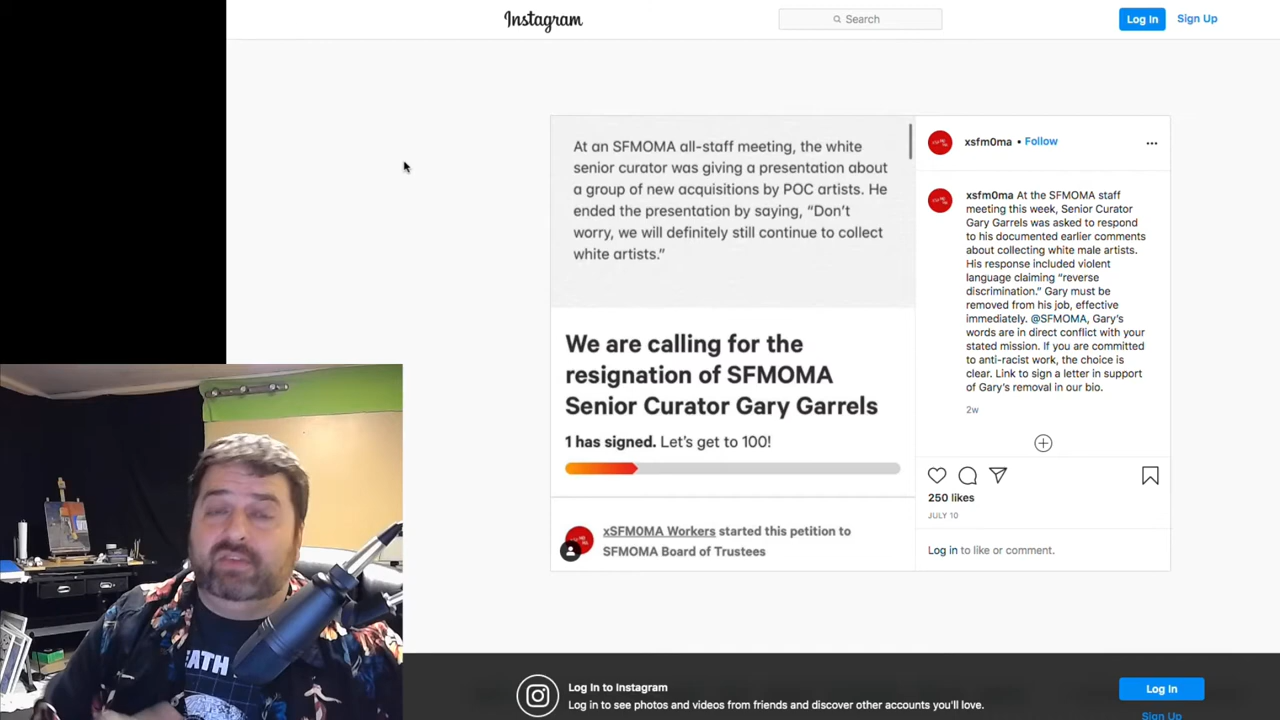 Instagram
Search
Log In
Sign Up
At an SFMOMA all-staff meeting, the white
senior curator was giving a presentation about
a group of new acquisitions by POC artists. He
ended the presentation by saying, “Don’t
worry, we will definitely still continue to collect
white artists.”
We are calling for the
resignation of SFMOMA
Senior Curator Gary Garrels
1 has signed. Let’s get to 100!
xSFM0MA Workers started this petition to
SFMOMA Board of Trustees
xsfm0ma • Follow
xsfm0ma At the SFMOMA staff
meeting this week, Senior Curator
Gary Garrels was asked to respond
to his documented earlier comments
about collecting white male artists.
His response included violent
language claiming “reverse
discrimination.” Gary must be
removed from his job, effective
immediately. @SFMOMA, Gary’s
words are in direct conflict with your
stated mission. If you are committed
to anti-racist work, the choice is
clear. Link to sign a letter in support
of Gary’s removal in our bio.
2w
250 likes
JULY 10
Log in to like or comment.
EATH
Log In to Instagram
Log in to see photos and videos from friends and discover other accounts you'll love.
Log In
Sign Up